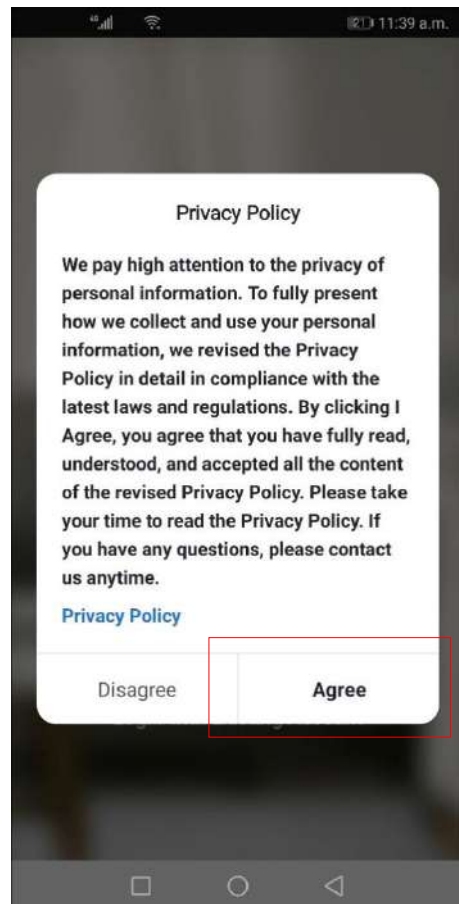 11:39 a.m.
Privacy Policy
We pay high attention to the privacy of
personal information. To fully present
how we collect and use your personal
information, we revised the Privacy
Policy in detail in compliance with the
latest laws and regulations. By clicking I
Agree, you agree that you have fully read,
understood, and accepted all the content
of the revised Privacy Policy. Please take
your time to read the Privacy Policy. If
you have any questions, please contact
us anytime.
Privacy Policy
Disagree Agree